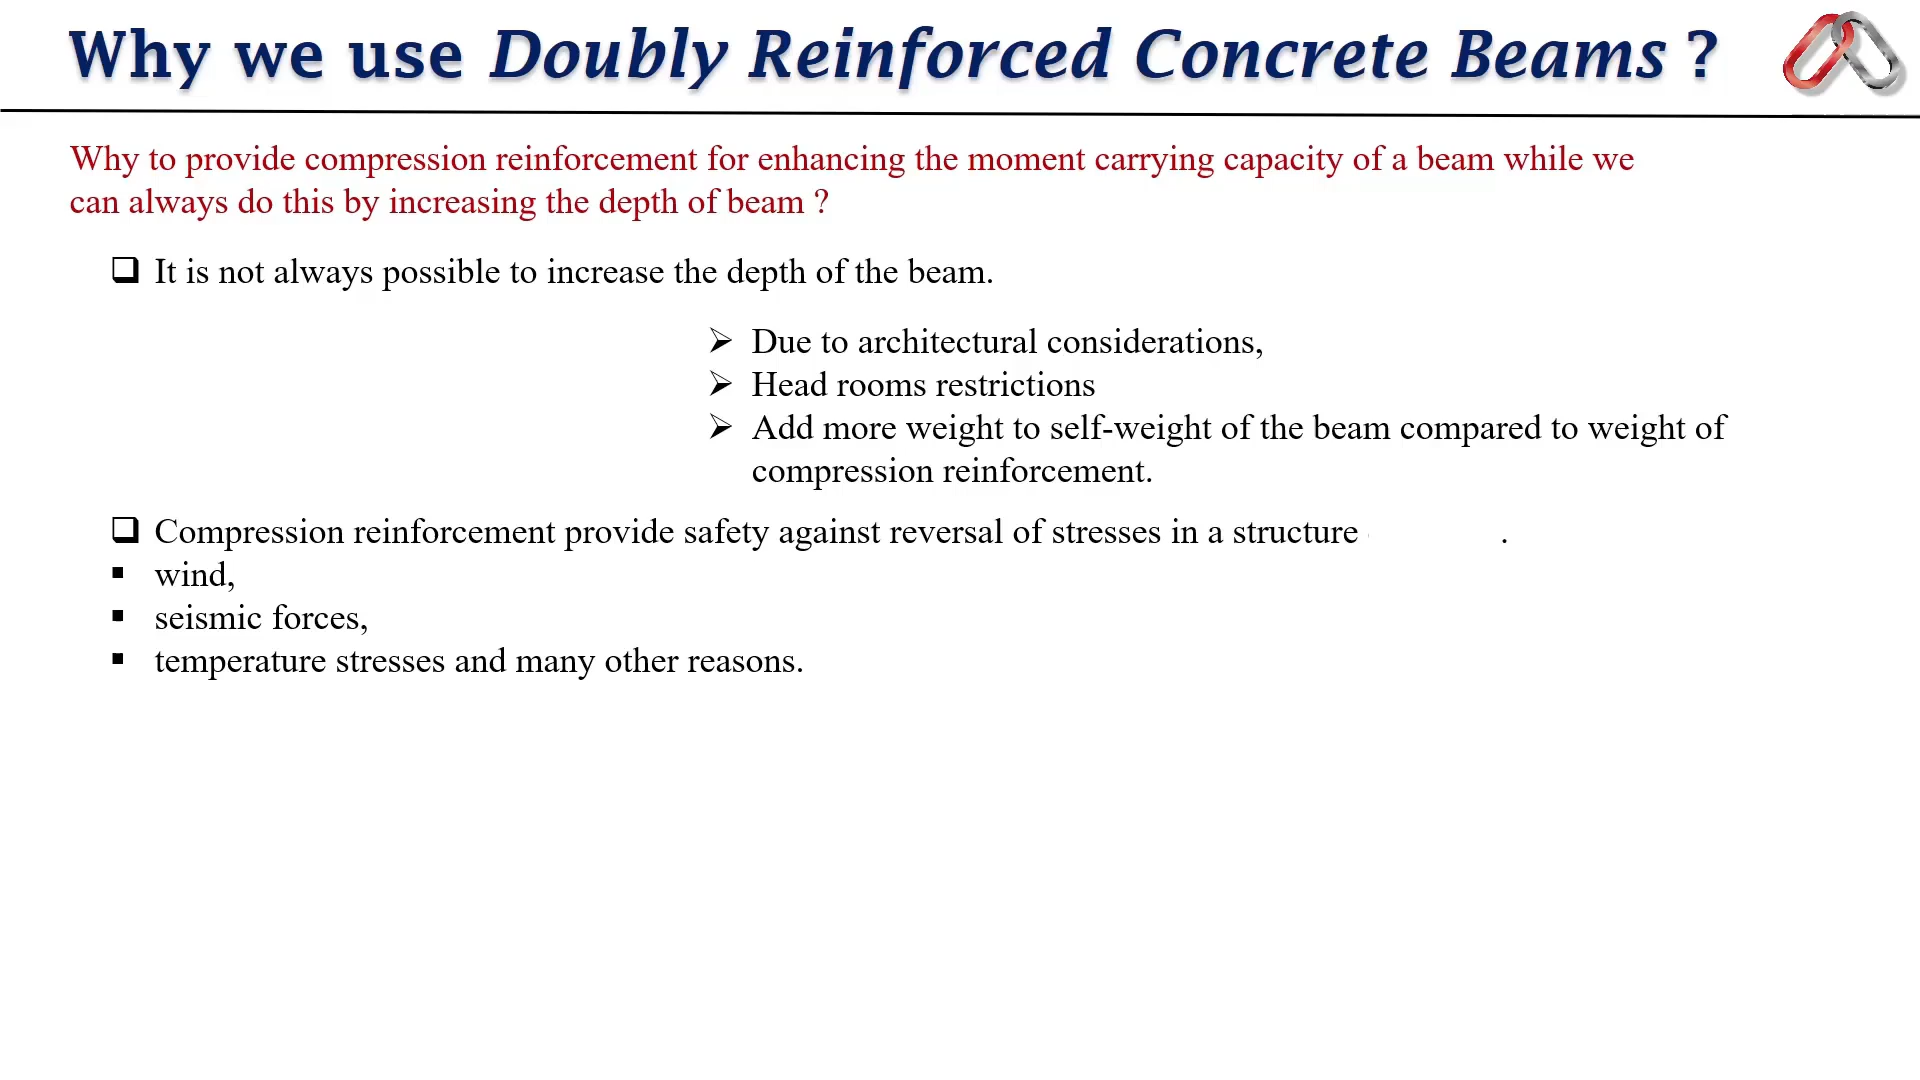 Why we use Doubly Reinforced Concrete Beams ?
Why to provide compression reinforcement for enhancing the moment carrying capacity of a beam while we
can always do this by increasing the depth of beam ?
❑ It is not always possible to increase the depth of the beam.
➢ Due to architectural considerations,
➢ Head rooms restrictions
➢ Add more weight to self-weight of the beam compared to weight of
compression reinforcement.
❑ Compression reinforcement provide safety against reversal of stresses in a structure .
▪ wind,
▪ seismic forces,
▪ temperature stresses and many other reasons.